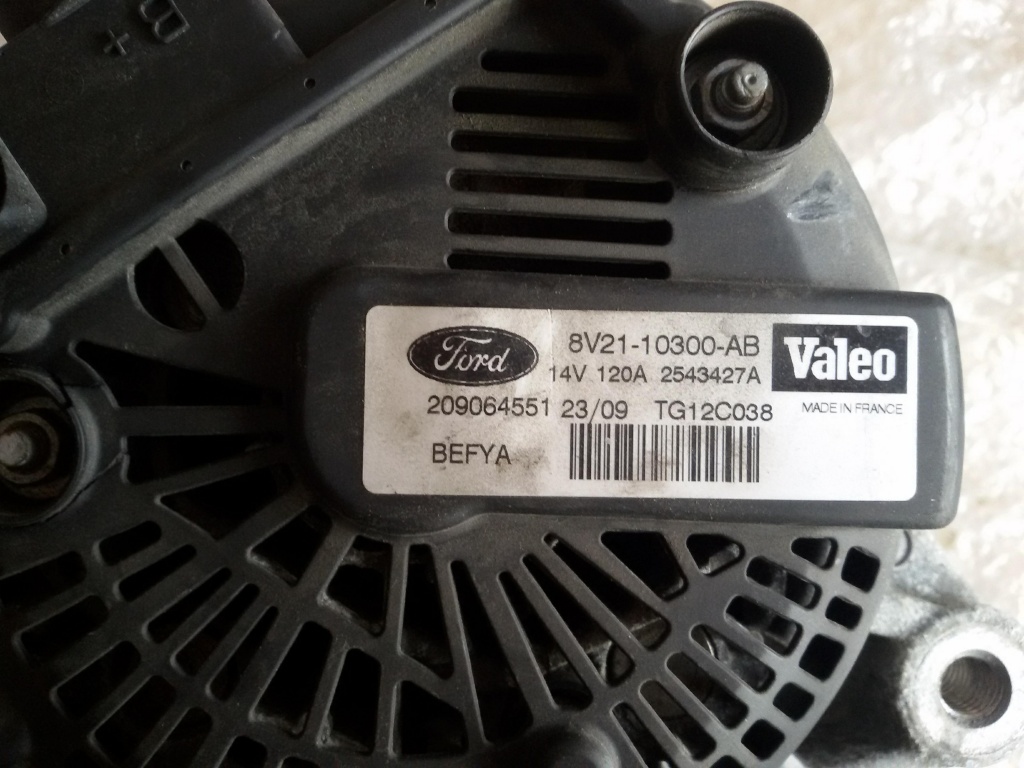 B
+
Ford 8V21-10300-AB Valeo
14V 120A 2543427A
209064551 23/09 TG12C038 MADE IN FRANCE
BEFYA